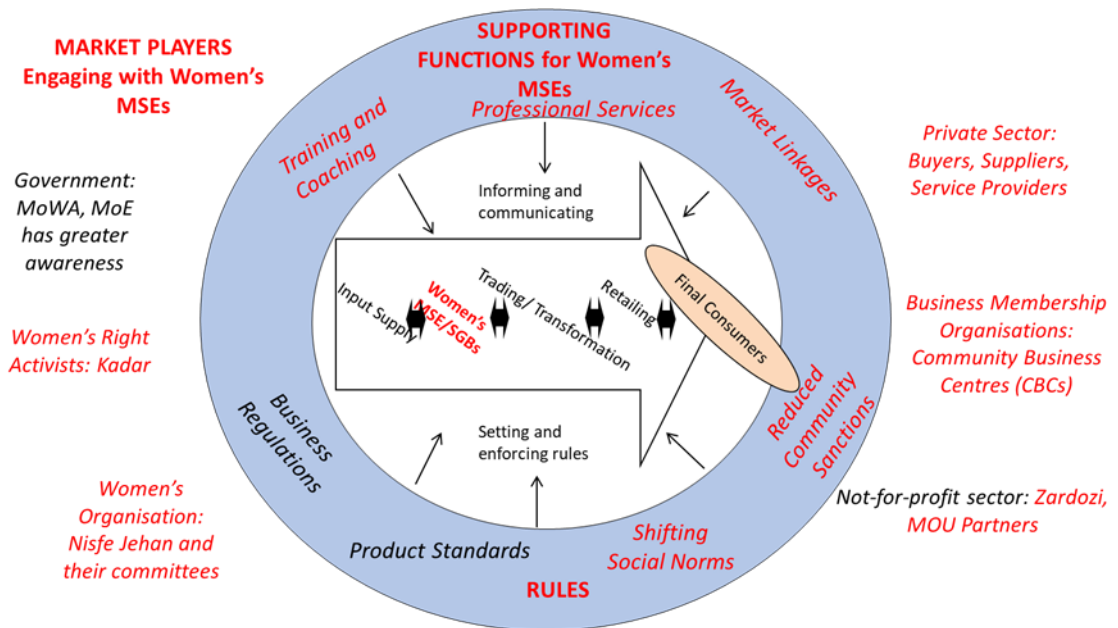 MARKET PLAYERS
Engaging with Women's
MSEs
SUPPORTING
FUNCTIONS for Women's
MSEs
Professional Services
Training and
Coaching
Market Linkages
Government:
MoWA, MoE
has greater
awareness
Private Sector:
Buyers, Suppliers,
Service Providers
Informing and
communicating
Input Supply
Women's
MSE/SGBs
Trading/ Transformation
Retailing
Final Consumers
Women's Right
Activists: Kadar
Business Membership
Organisations:
Community Business
Centres (CBCs)
Business
Regulations
Setting and
enforcing rules
Reduced
Community
Sanctions
Women's
Organisation:
Nisfe Jehan and
their committees
Not-for-profit sector: Zardozi,
MOU Partners
Product Standards
Shifting
Social Norms
RULES